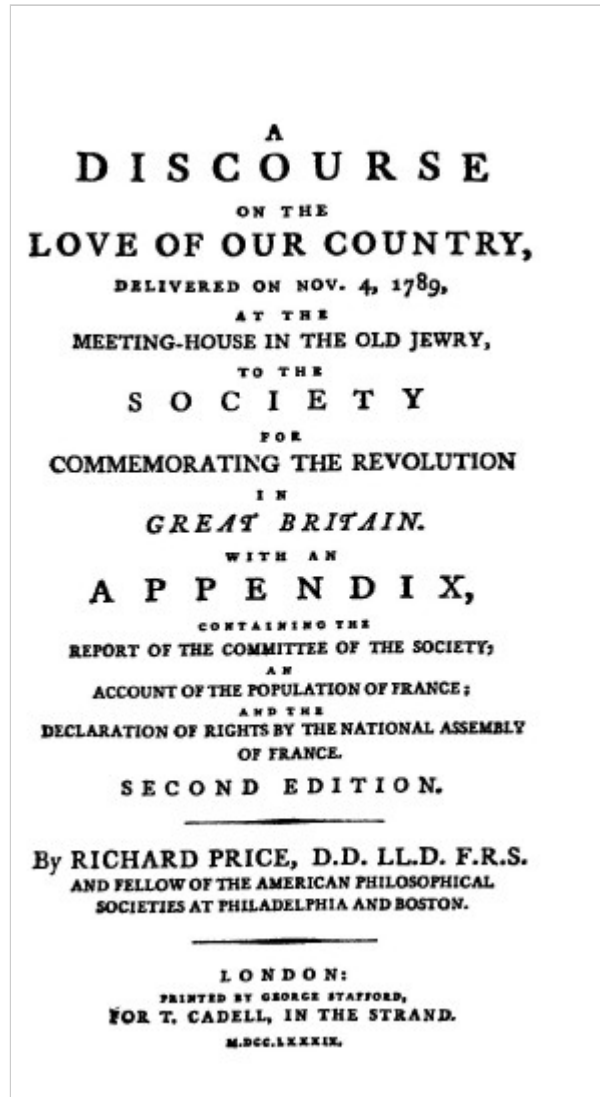 A
DISCOURSE
ON THE
LOVE OF OUR COUNTRY,
DELIVERED ON NOV. 4, 1789,
AT THE
MEETING-HOUSE IN THE OLD JEWRY,
TO THE
SOCIETY
FOR
COMMEMORATING THE REVOLUTION
IN
GREAT BRITAIN.
WITH AN
APPENDIX,
CONTAINING THE
REPORT OF THE COMMITTEE OF THE SOCIETY;
AN
ACCOUNT OF THE POPULATION OF FRANCE;
AND THE
DECLARATION OF RIGHTS BY THE NATIONAL ASSEMBLY
OF FRANCE.
SECOND EDITION.
By RICHARD PRICE, D.D. LL.D. F.R.S.
AND FELLOW OF THE AMERICAN PHILOSOPHICAL
SOCIETIES AT PHILADELPHIA AND BOSTON.
LONDON:
PRINTED BY GEORGE STAFFORD,
FOR T. CADELL, IN THE STRAND.
M.DCC.LXXXIX.